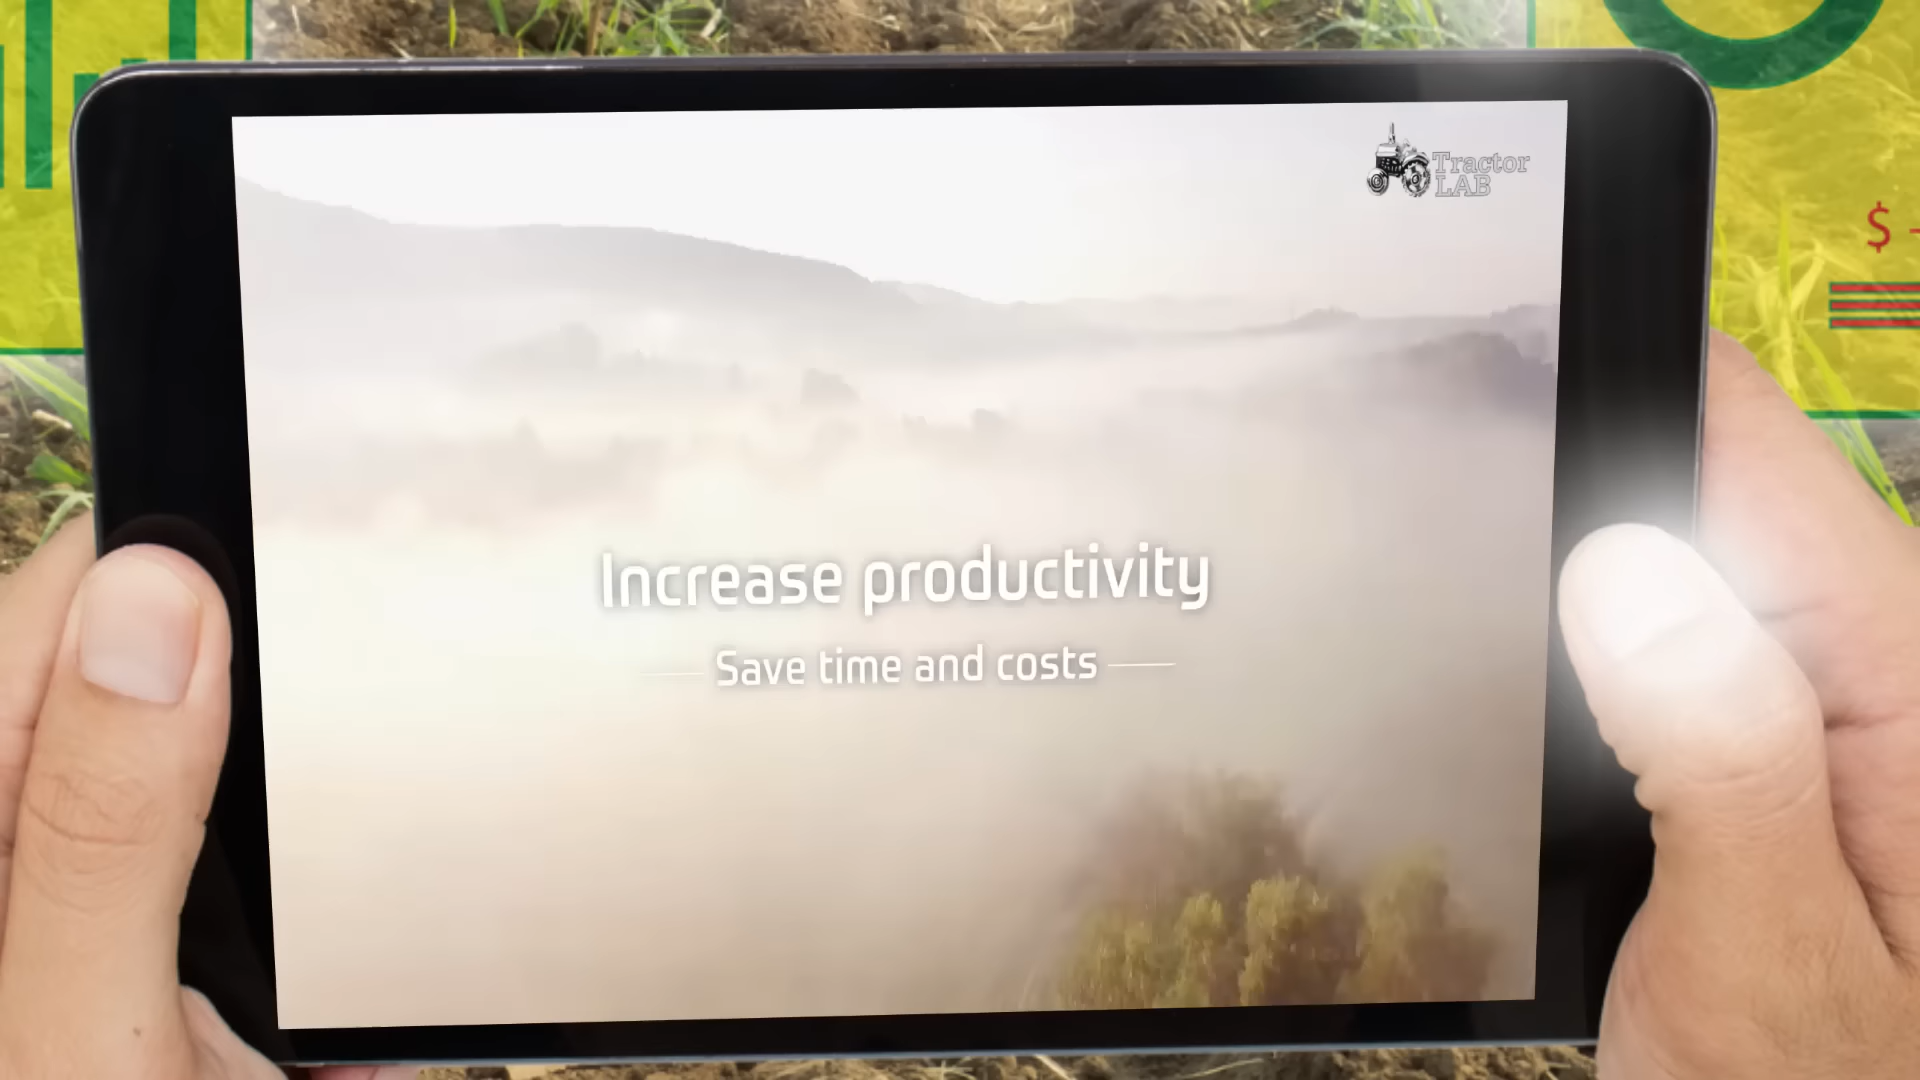 Tractor
LAB
$ -
Increase productivity
Save time and costs